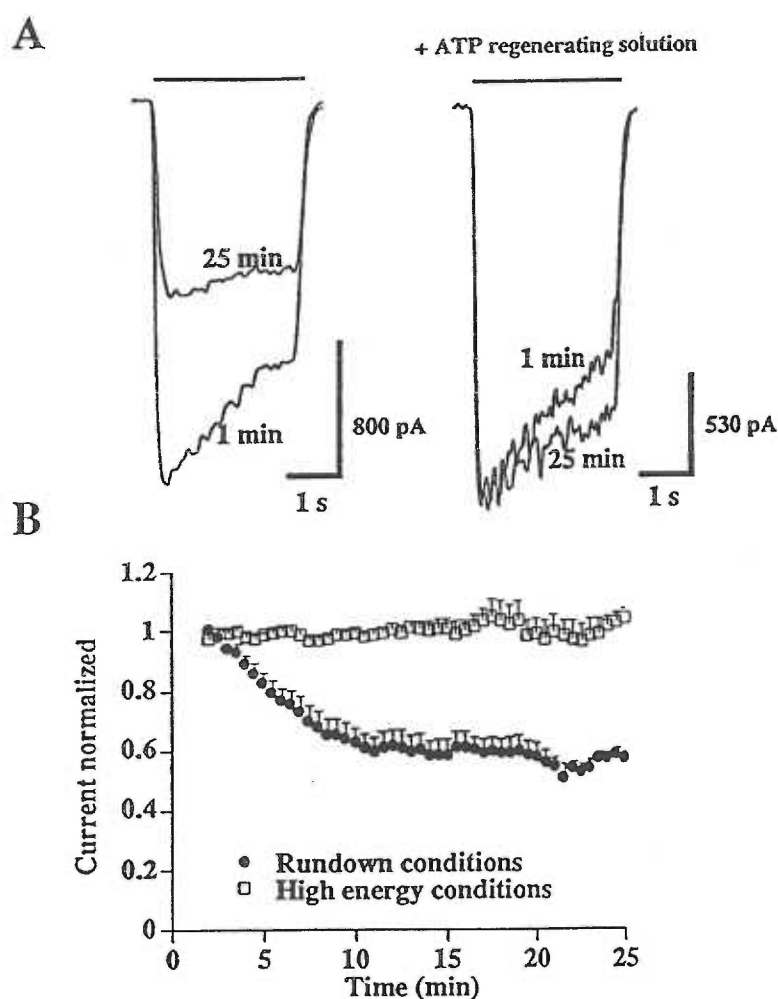 A
+ ATP regenerating solution
25 min
1 min
800 pA
1 s
1 min
25 min
530 pA
1 s
B
1.2
1
0.8
0.6
0.4
0.2
0
Current normalized
Rundown conditions
High energy conditions
0
5
10
15
20
25
Time (min)